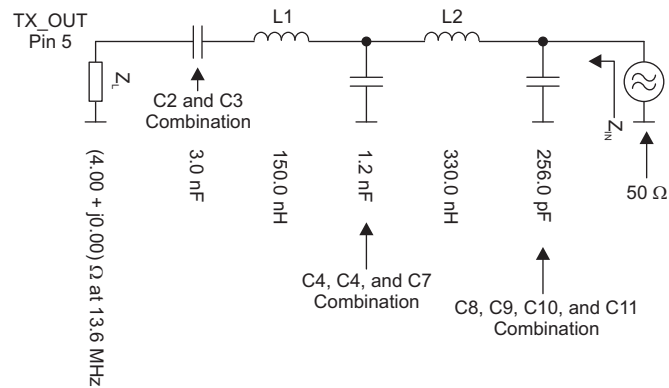 TX_OUT
Pin 5
L1
L2
Z_L
C2 and C3
Combination
Z_IN
50 Ω
(4.00 + j0.00) Ω at 13.6 MHz
3.0 nF
150.0 nH
1.2 nF
330.0 nH
256.0 pF
C4, C4, and C7
Combination
C8, C9, C10, and C11
Combination